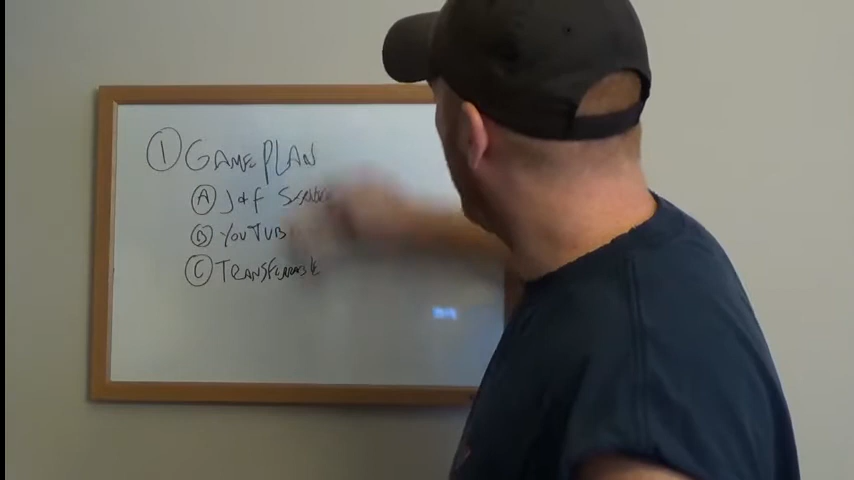 ① GAME PLAN
Ⓐ J & F
Ⓑ YOUTUB
Ⓒ TRANSFERRABLE